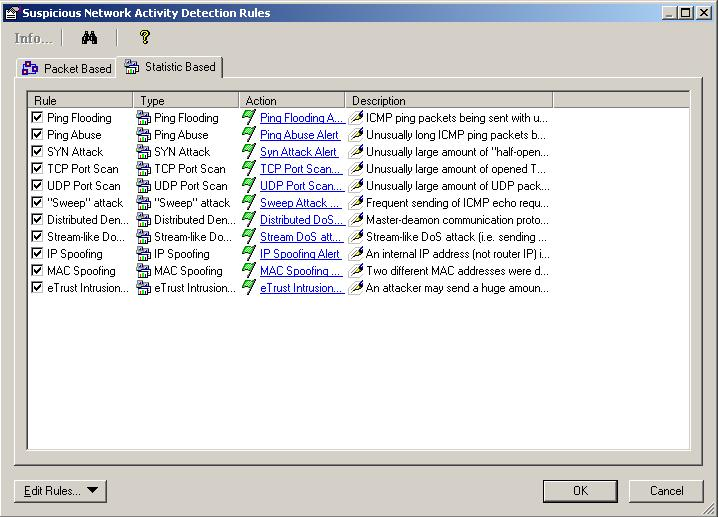 Suspicious Network Activity Detection Rules
Info...
Packet Based Statistic Based
Rule Type Action Description
Ping Flooding Ping Flooding Ping Flooding A... ICMP ping packets being sent with u...
Ping Abuse Ping Abuse Ping Abuse Alert Unusually long ICMP ping packets b...
SYN Attack SYN Attack Syn Attack Alert Unusually large amount of "half-open...
TCP Port Scan TCP Port Scan TCP Port Scan... Unusually large amount of opened T...
UDP Port Scan UDP Port Scan UDP Port Scan... Unusually large amount of UDP pack...
"Sweep" attack "Sweep" attack Sweep Attack ... Frequent sending of ICMP echo requ...
Distributed Den... Distributed Den... Distributed DoS... Master-deamon communication proto...
Stream-like Do... Stream-like Do... Stream DoS att... Stream-like DoS attack (i.e. sending ...
IP Spoofing IP Spoofing IP Spoofing Alert An internal IP address (not router IP) i...
MAC Spoofing MAC Spoofing MAC Spoofing ... Two different MAC addresses were d...
eTrust Intrusion... eTrust Intrusion... eTrust Intrusion... An attacker may send a huge amoun...
Edit Rules... OK Cancel